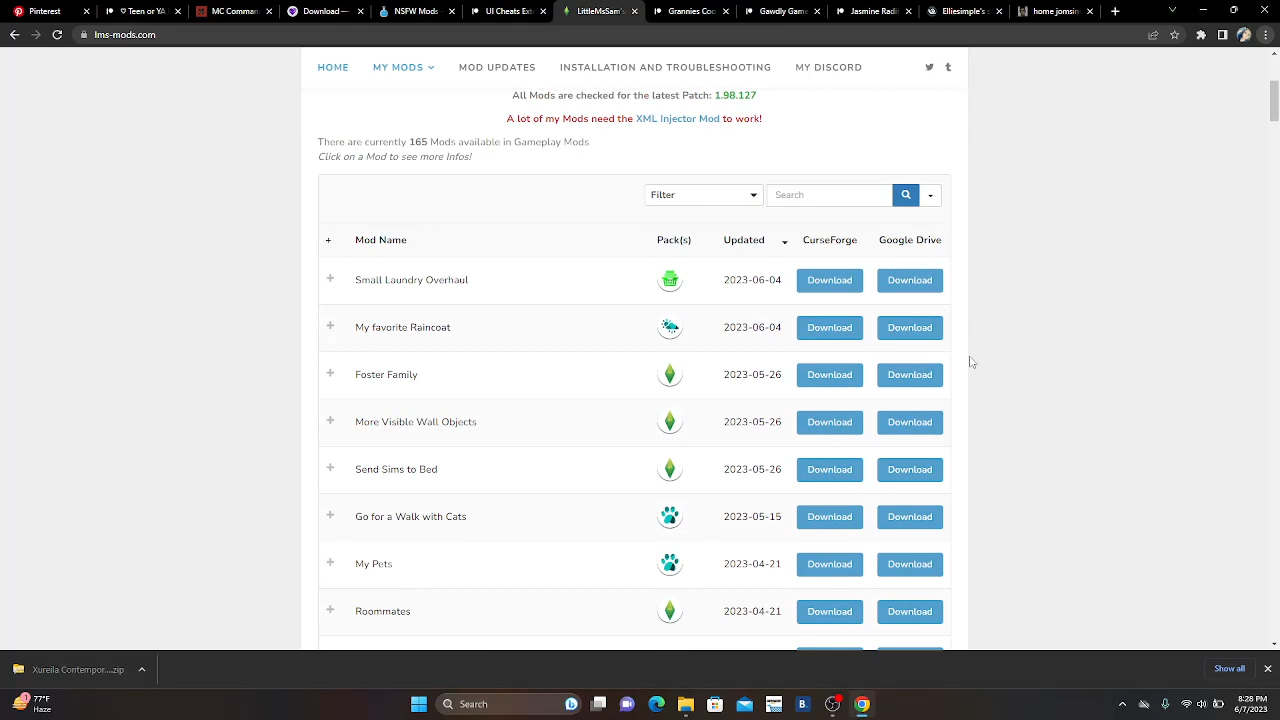 Pinterest
♥ Teen or YA
MC Comman
NSFW Mods
UI Chats Ext
LittleMsSam's
Pancake
Gawdly Game
Jasmine Radi
Ellesimple's s
home jomsim
lms-mods.com
HOME MY MODS MOD UPDATES INSTALLATION AND TROUBLESHOOTING MY DISCORD
All Mods are checked for the latest Patch: 1.98.127
A lot of my Mods need the XML Injector Mod to work!
There are currently 165 Mods available in Gameplay Mods
Click on a Mod to see more Infos!
Filter Search
+ Mod Name Pack(s) Updated CurseForge Google Drive
+ Small Laundry Overhaul 2023-06-04 Download Download
+ My favorite Raincoat 2023-06-04 Download Download
+ Foster Family 2023-05-26 Download Download
+ More Visible Wall Objects 2023-05-26 Download Download
+ Send Sims to Bed 2023-05-26 Download Download
+ Go for a Walk with Cats 2023-05-15 Download Download
+ My Pets 2023-04-21 Download Download
+ Roommates 2023-04-21 Download Download
Xureila Contempor....zip Show all
77°F
Haze
Search
8:28 PM
6/7/2023